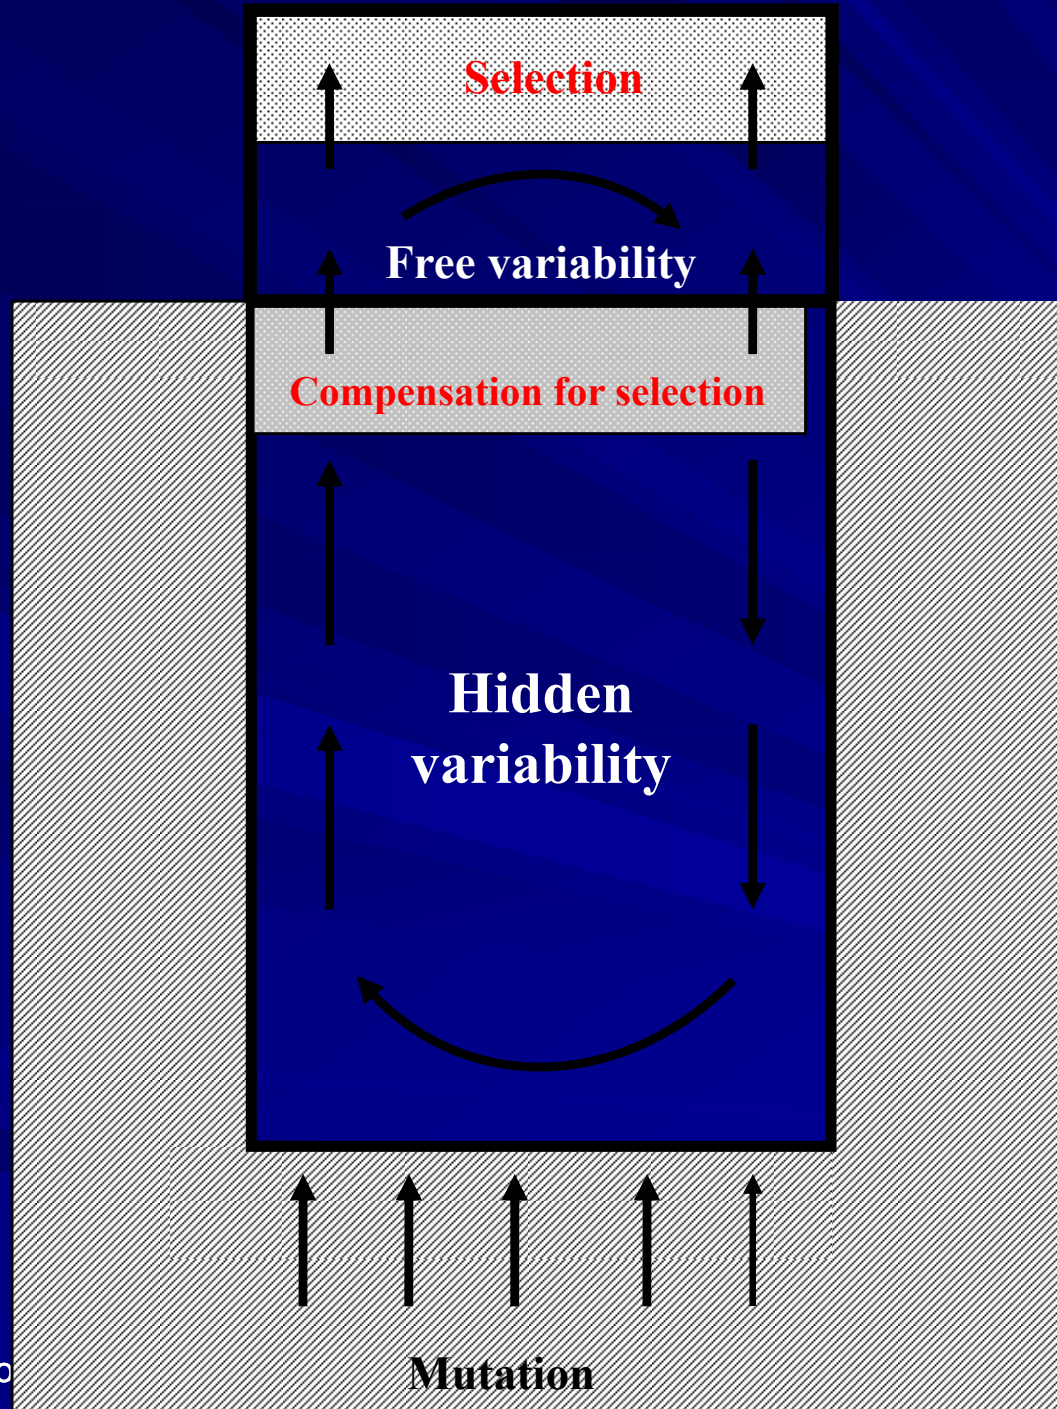 Selection
Free variability
Compensation for selection
Hidden
variability
Mutation